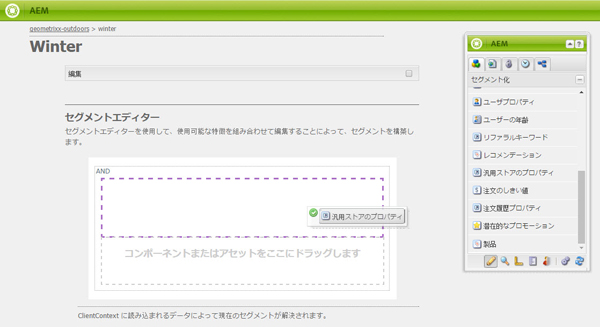 AEM
geometrixx-outdoors > winter
Winter
編集
セグメントエディター
セグメントエディターを使用して、使用可能な特徴を組み合わせて編集することによって、セグメントを構築し
ます。
AND
汎用ストアのプロパティ
コンポーネントまたはアセットをここにドラッグします
ClientContext に読み込まれるデータによって現在のセグメントが解決されます。
AEM
セグメント化
ユーザプロパティ
ユーザーの年齢
リファラルキーワード
レコメンデーション
汎用ストアのプロパティ
注文のしきい値
注文履歴プロパティ
潜在的なプロモーション
製品